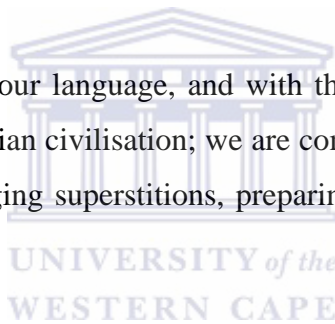 our language, and with th
ian civilisation; we are con
ging superstitions, preparin
UNIVERSITY of the
WESTERN CAPE